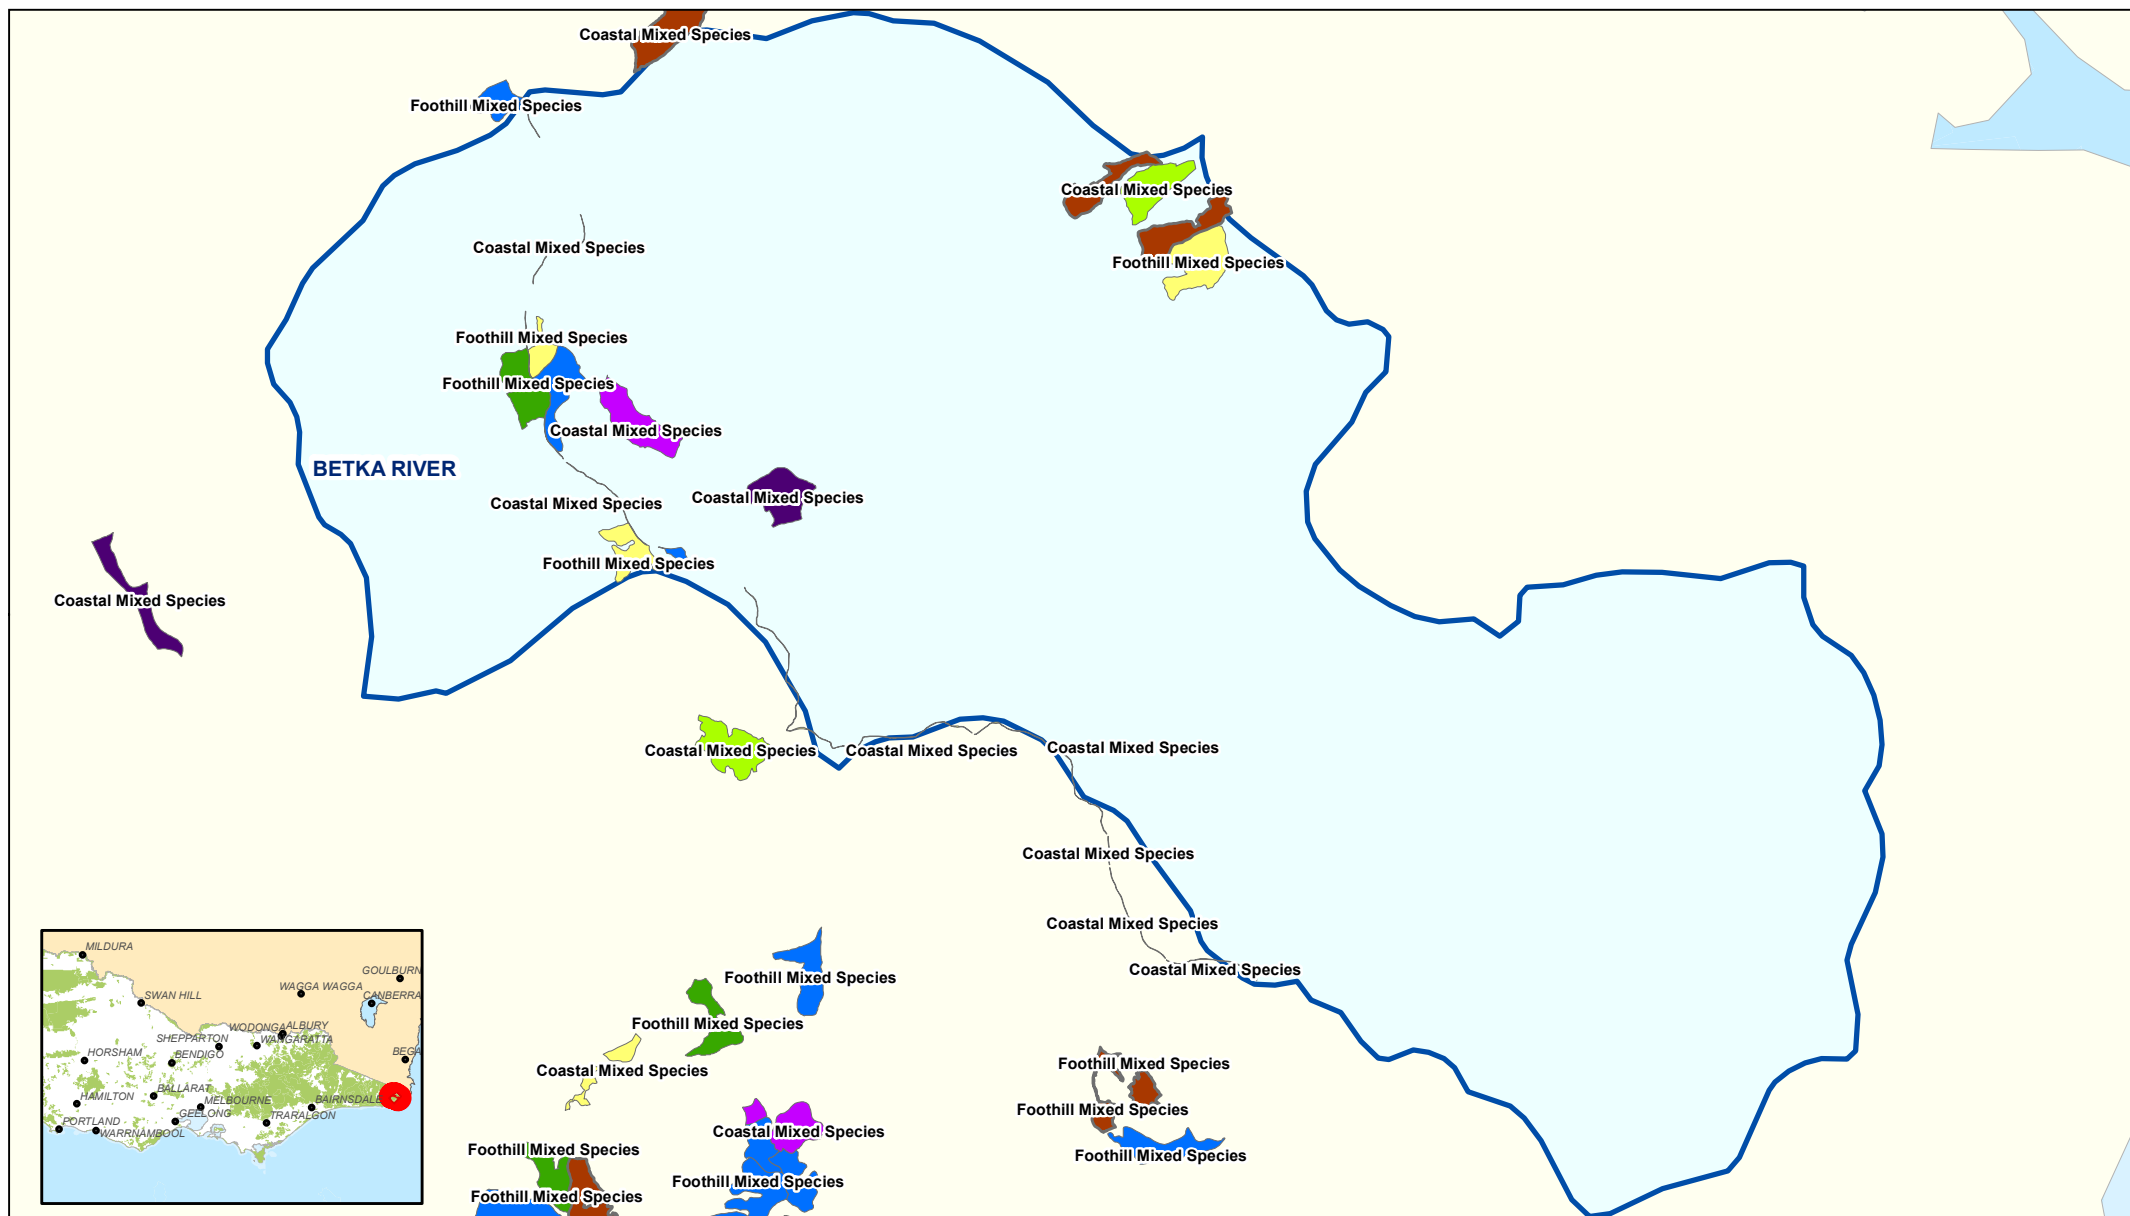 Coastal Mixed Species
Foothill Mixed Species
Coastal Mixed Species
Coastal Mixed Species
Foothill Mixed Species
Foothill Mixed Species
Foothill Mixed Species
Coastal Mixed Species
BETKA RIVER
Coastal Mixed Species
Coastal Mixed Species
Foothill Mixed Species
Coastal Mixed Species
Coastal Mixed Species
Coastal Mixed Species
Coastal Mixed Species
Coastal Mixed Species
Coastal Mixed Species
Coastal Mixed Species
Foothill Mixed Species
Foothill Mixed Species
Coastal Mixed Species
Foothill Mixed Species
Foothill Mixed Species
Coastal Mixed Species
Foothill Mixed Species
Foothill Mixed Species
Foothill Mixed Species
Foothill Mixed Species
MILDURA
GOULBURN
WAGGA WAGGA
SWAN HILL
CANBERRA
WODONGA
ALBURY
SHEPPARTON
WANGARATTA
HORSHAM
BENDIGO
BEGA
BALLARAT
HAMILTON
MELBOURNE
BAIRNSDALE
PORTLAND
GEELONG
TRARALGON
WARRNAMBOOL